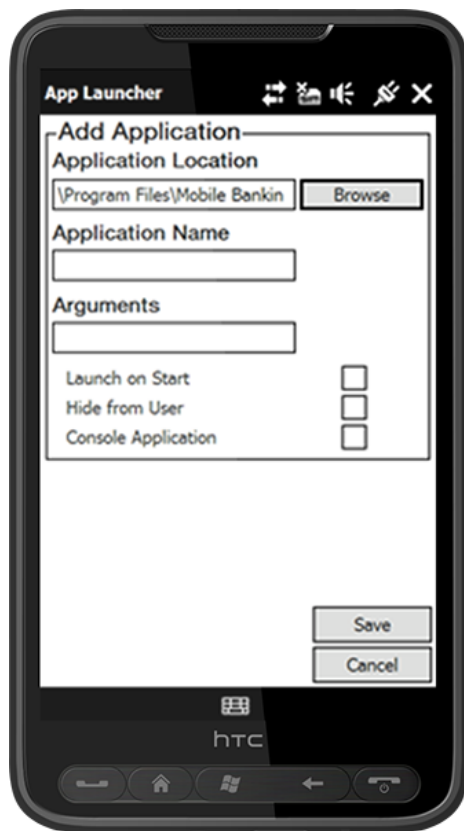 App Launcher
Add Application
Application Location
\Program Files\Mobile Bankin
Browse
Application Name
Arguments
Launch on Start
Hide from User
Console Application
Save
Cancel
hTC